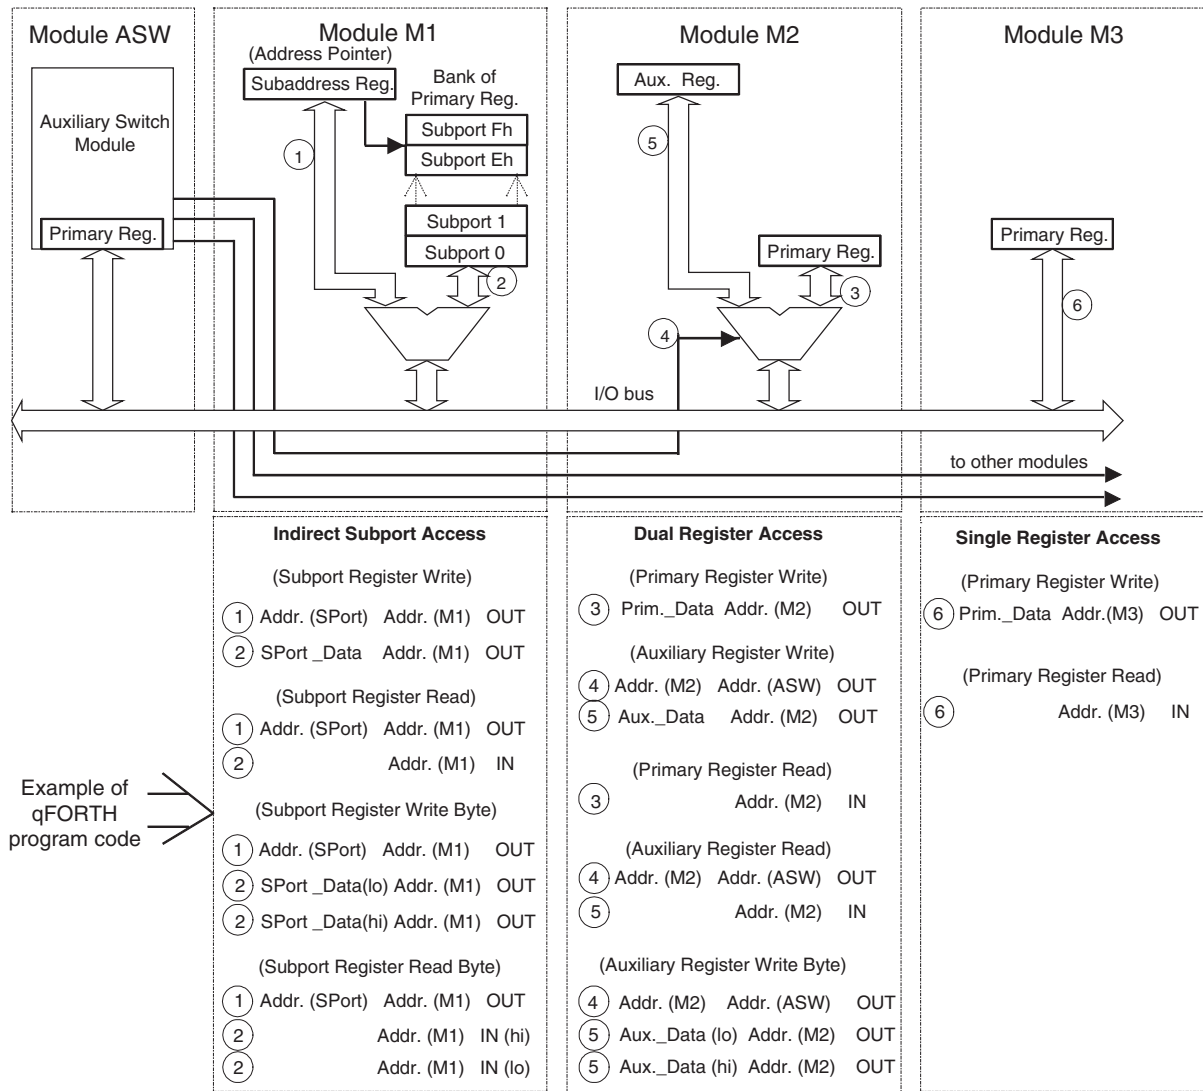 Module ASW
Auxiliary Switch
Module
Primary Reg.
Module M1
(Address Pointer)
Subaddress Reg.
Bank of
Primary Reg.
Subport Fh
Subport Eh
Subport 1
Subport 0
1
2
Module M2
Aux. Reg.
5
Primary Reg.
3
4
Module M3
Primary Reg.
6
I/O bus
to other modules
Example of
qFORTH
program code
Indirect Subport Access
(Subport Register Write)
1 Addr. (SPort) Addr. (M1) OUT
2 SPort _Data Addr. (M1) OUT
(Subport Register Read)
1 Addr. (SPort) Addr. (M1) OUT
2 Addr. (M1) IN
(Subport Register Write Byte)
1 Addr. (SPort) Addr. (M1) OUT
2 SPort _Data(lo) Addr. (M1) OUT
2 SPort _Data(hi) Addr. (M1) OUT
(Subport Register Read Byte)
1 Addr. (SPort) Addr. (M1) OUT
2 Addr. (M1) IN (hi)
2 Addr. (M1) IN (lo)
Dual Register Access
(Primary Register Write)
3 Prim._Data Addr. (M2) OUT
(Auxiliary Register Write)
4 Addr. (M2) Addr. (ASW) OUT
5 Aux._Data Addr. (M2) OUT
(Primary Register Read)
3 Addr. (M2) IN
(Auxiliary Register Read)
4 Addr. (M2) Addr. (ASW) OUT
5 Addr. (M2) IN
(Auxiliary Register Write Byte)
4 Addr. (M2) Addr. (ASW) OUT
5 Aux._Data (lo) Addr. (M2) OUT
5 Aux._Data (hi) Addr. (M2) OUT
Single Register Access
(Primary Register Write)
6 Prim._Data Addr.(M3) OUT
(Primary Register Read)
6 Addr. (M3) IN